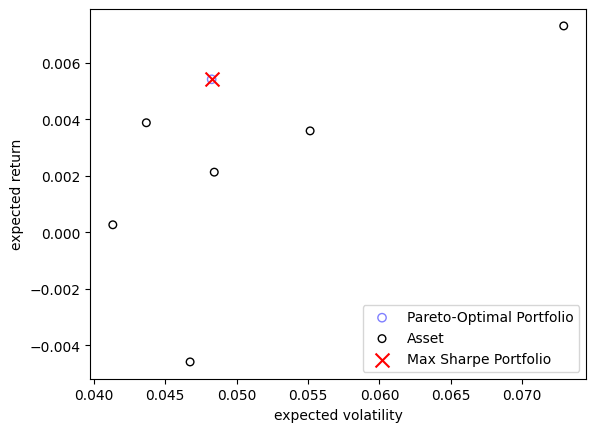 0.006
0.004
0.002
0.000
−0.002
−0.004
expected return
0.040
0.045
0.050
0.055
0.060
0.065
0.070
expected volatility
Pareto-Optimal Portfolio
Asset
Max Sharpe Portfolio